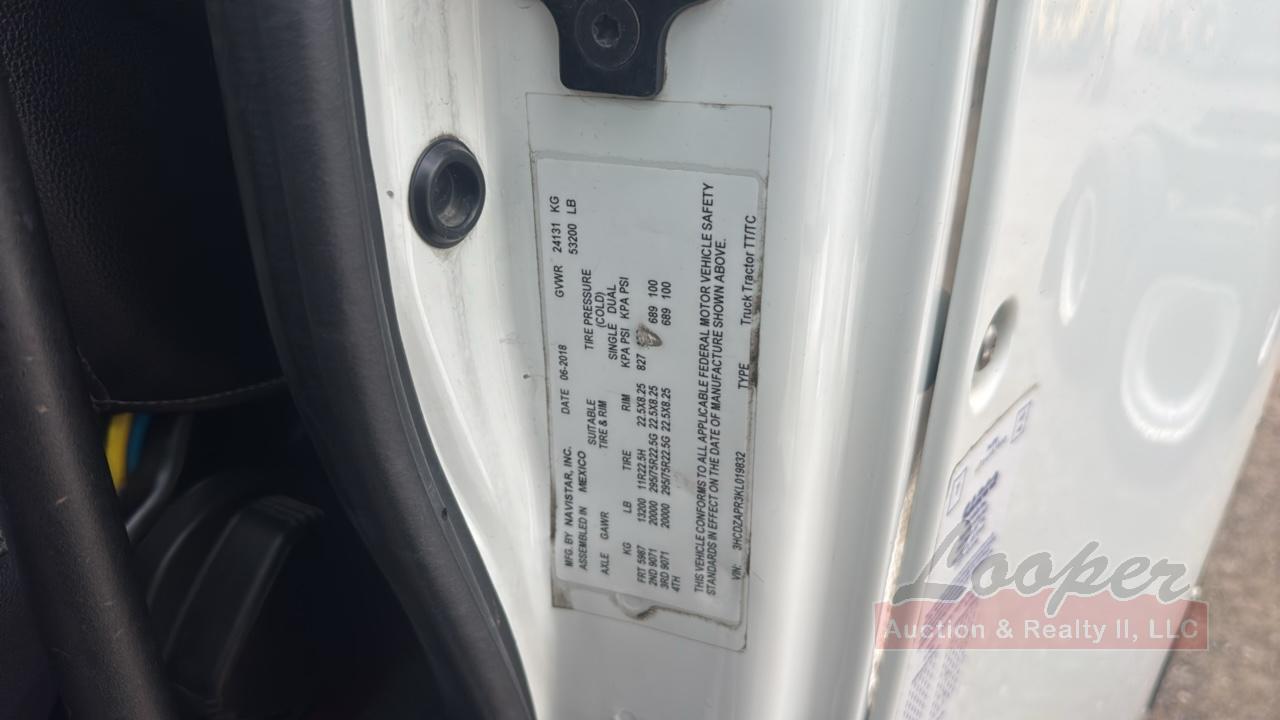 MFG. BY NAVISTAR, INC. DATE 06-2018 GVWR 24131 KG
ASSEMBLED IN MEXICO 53200 LB
SUITABLE TIRE PRESSURE
AXLE GAWR TIRE & RIM (COLD)
SINGLE DUAL
KG LB TIRE RIM KPA PSI KPA PSI
FRT 5987 13200 11R22.5H 22.5X8.25 827
2ND 9071 20000 295/75R22.5G 22.5X8.25 689 100
3RD 9071 20000 295/75R22.5G 22.5X8.25 689 100
4TH
THIS VEHICLE CONFORMS TO ALL APPLICABLE FEDERAL MOTOR VEHICLE SAFETY
STANDARDS IN EFFECT ON THE DATE OF MANUFACTURE SHOWN ABOVE.
VIN: 3HCDZAPR3KL019832 TYPE Truck Tractor TT/TC
Looper
Auction & Realty II, LLC